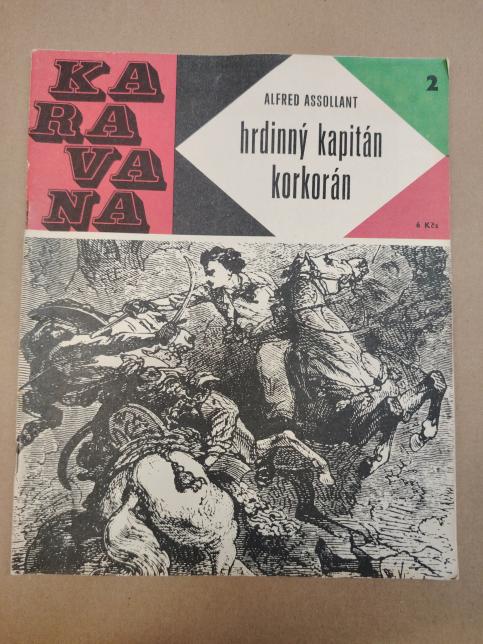 KA
RA
VA
NA
ALFRED ASSOLLANT
hrdinný kapitán
korkorán
2
6 Kčs